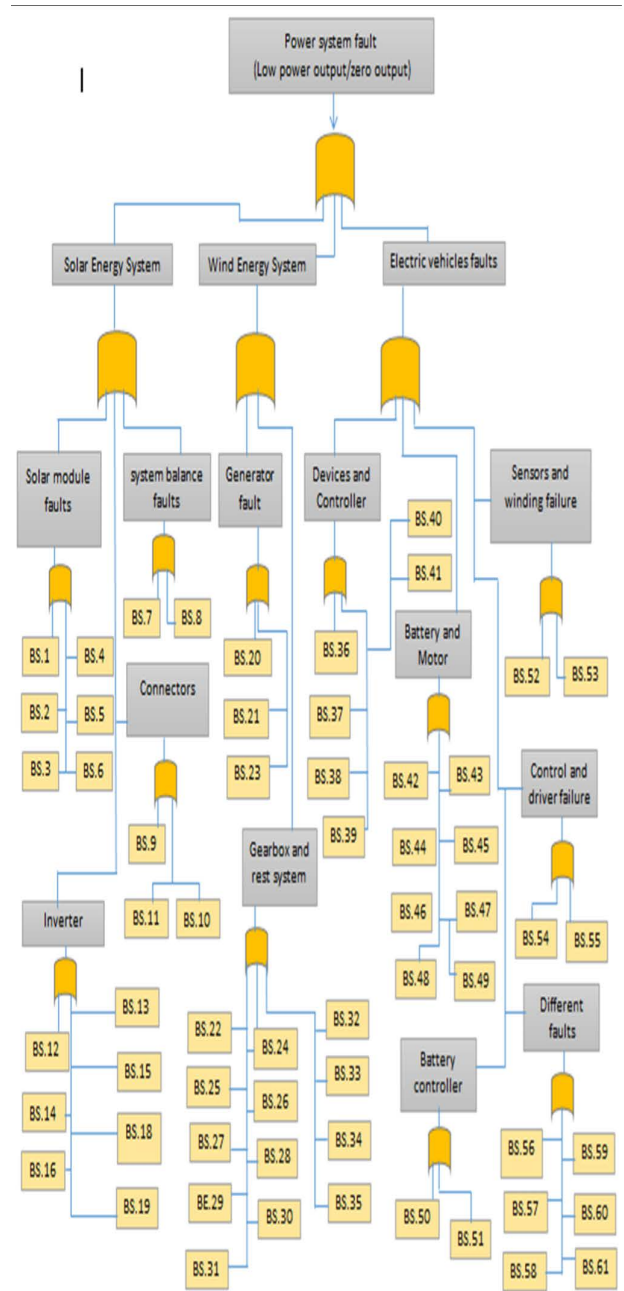 Power system fault
(Low power output/zero output)
Solar Energy System
Wind Energy System
Electric vehicles faults
Solar module
faults
system balance
faults
Generator
fault
Devices and
Controller
Sensors and
winding failure
BS.40
BS.41
BS.1
BS.4
BS.2
BS.5
BS.3
BS.6
BS.7
BS.8
BS.20
BS.21
BS.23
BS.36
BS.37
BS.38
BS.39
Battery and
Motor
BS.52
BS.53
Connectors
BS.9
BS.11
BS.10
BS.42
BS.43
BS.44
BS.45
BS.46
BS.47
BS.48
BS.49
Control and
driver failure
BS.54
BS.55
Inverter
BS.12
BS.13
BS.15
BS.14
BS.18
BS.16
BS.19
Gearbox and
rest system
BS.22
BS.24
BS.25
BS.26
BS.27
BS.28
BE.29
BS.30
BS.31
BS.32
BS.33
BS.34
BS.35
Battery
controller
BS.50
BS.51
Different
faults
BS.56
BS.59
BS.57
BS.60
BS.58
BS.61